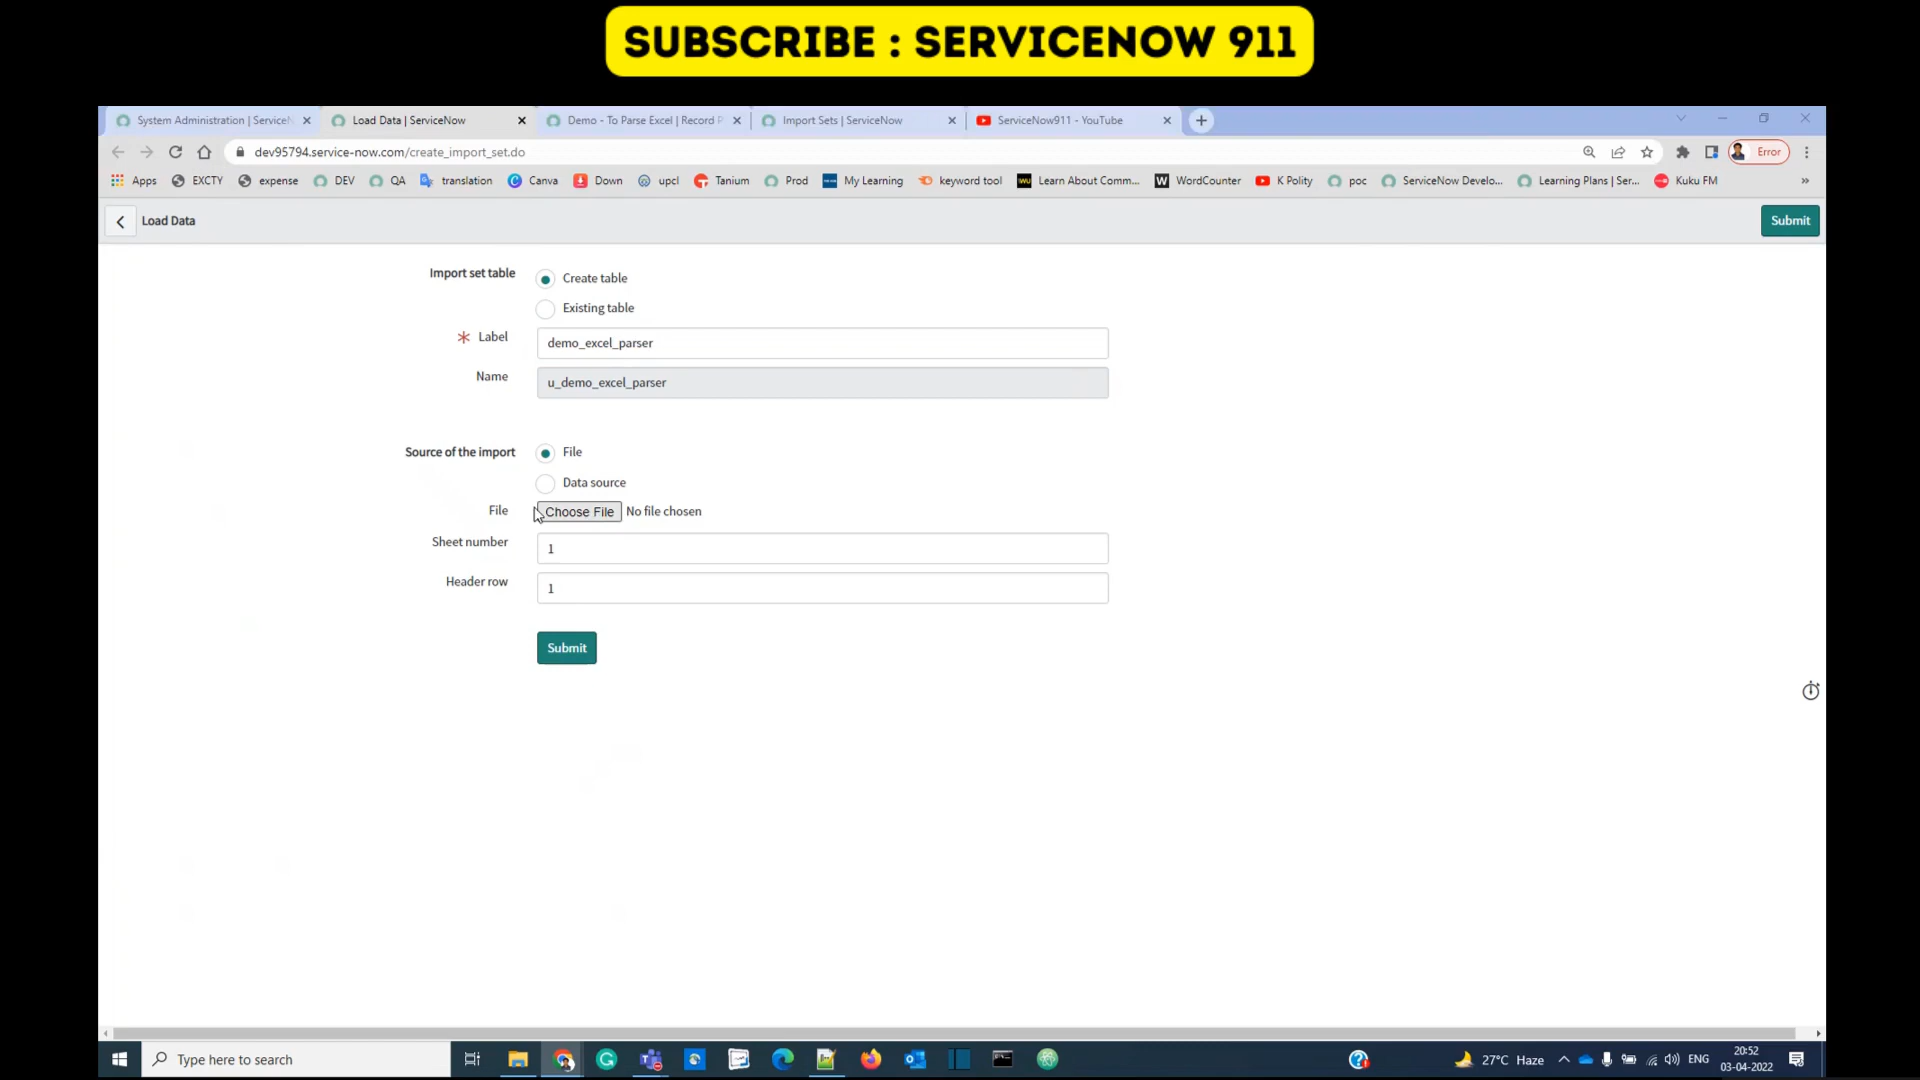 SUBSCRIBE : SERVICENOW 911
System Administration | Service
Load Data | ServiceNow
Demo - To Parse Excel | Record P
Import Sets | ServiceNow
ServiceNow911 - YouTube
dev95794.service-now.com/create_import_set.do
Error
Apps
EXCTY
expense
DEV
QA
translation
Canva
Down
upcl
Tanium
Prod
My Learning
keyword tool
Learn About Comm...
WordCounter
K Polity
poc
ServiceNow Develo...
Learning Plans | Ser...
Kuku FM
Load Data
Submit
Import set table
Create table
Existing table
Label
demo_excel_parser
Name
u_demo_excel_parser
Source of the import
File
Data source
File
Choose File No file chosen
Sheet number
1
Header row
1
Submit
Type here to search
27°C Haze
ENG
20:52
03-04-2022